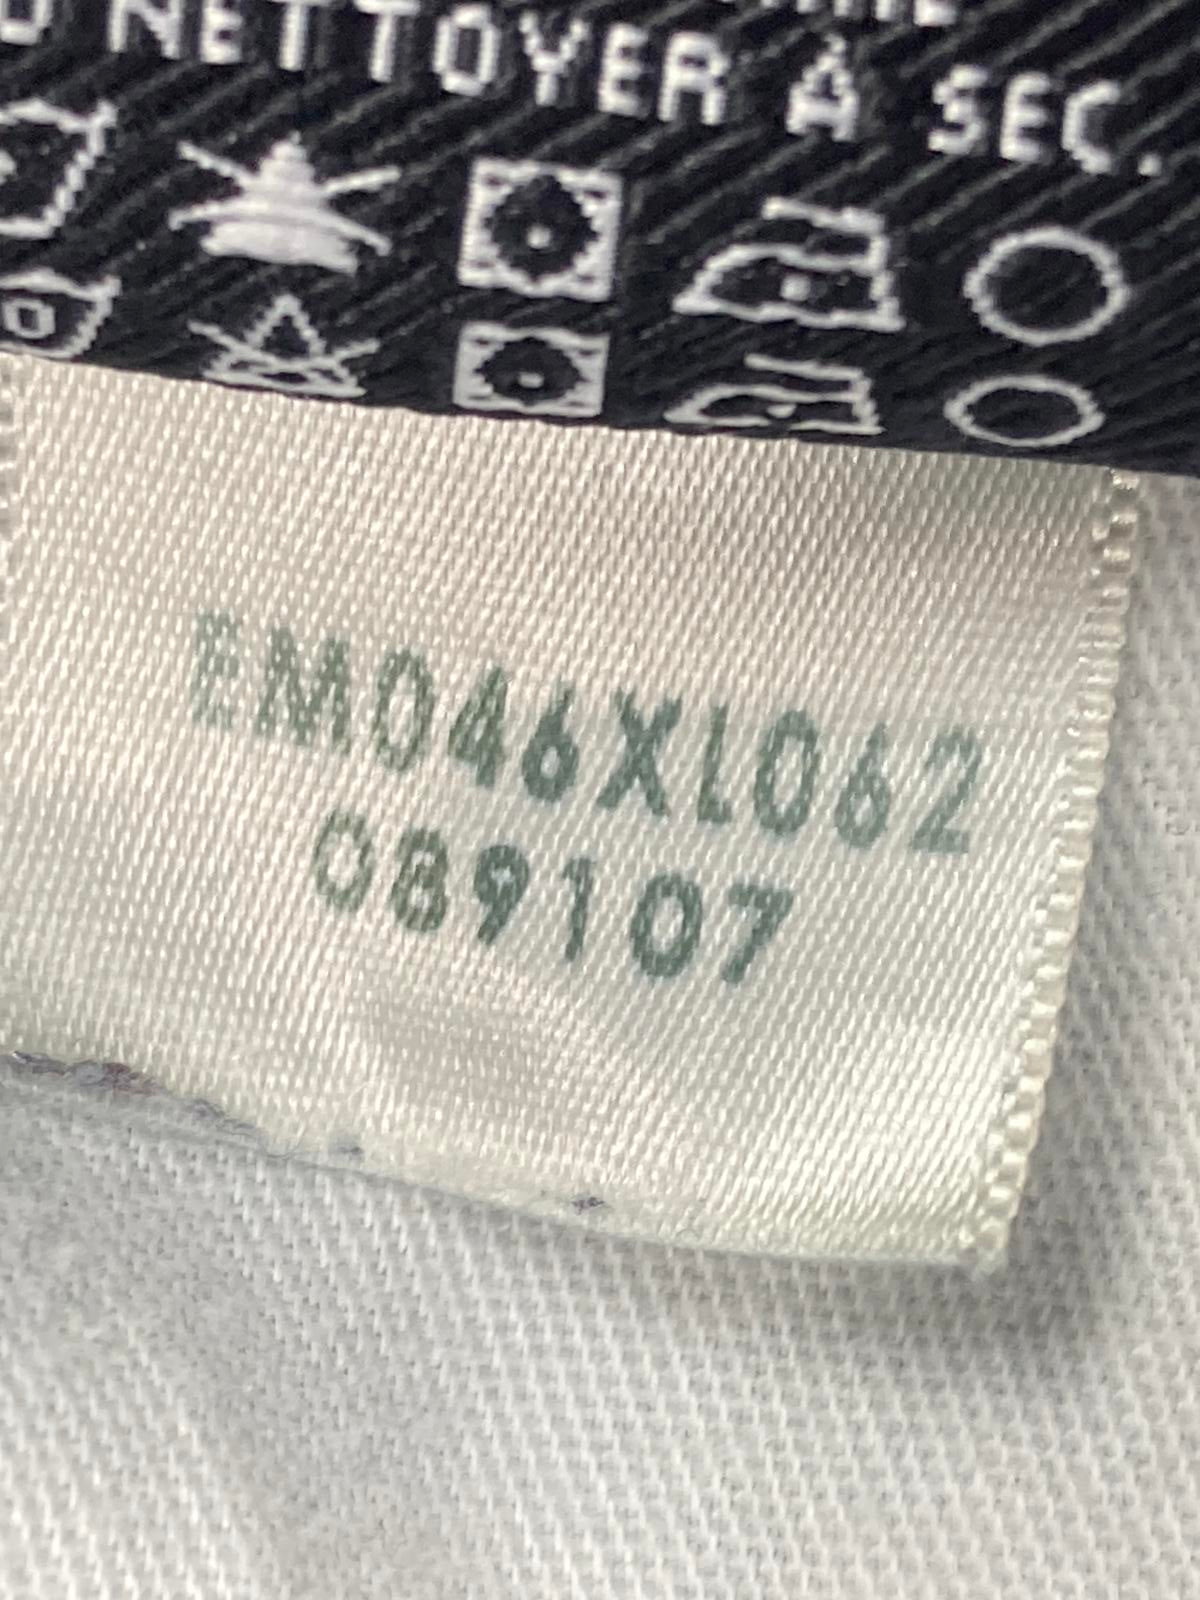 NETTOYER À SEC.
EM046XL062
089107